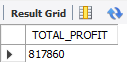 Result Grid
TOTAL_PROFIT
817860